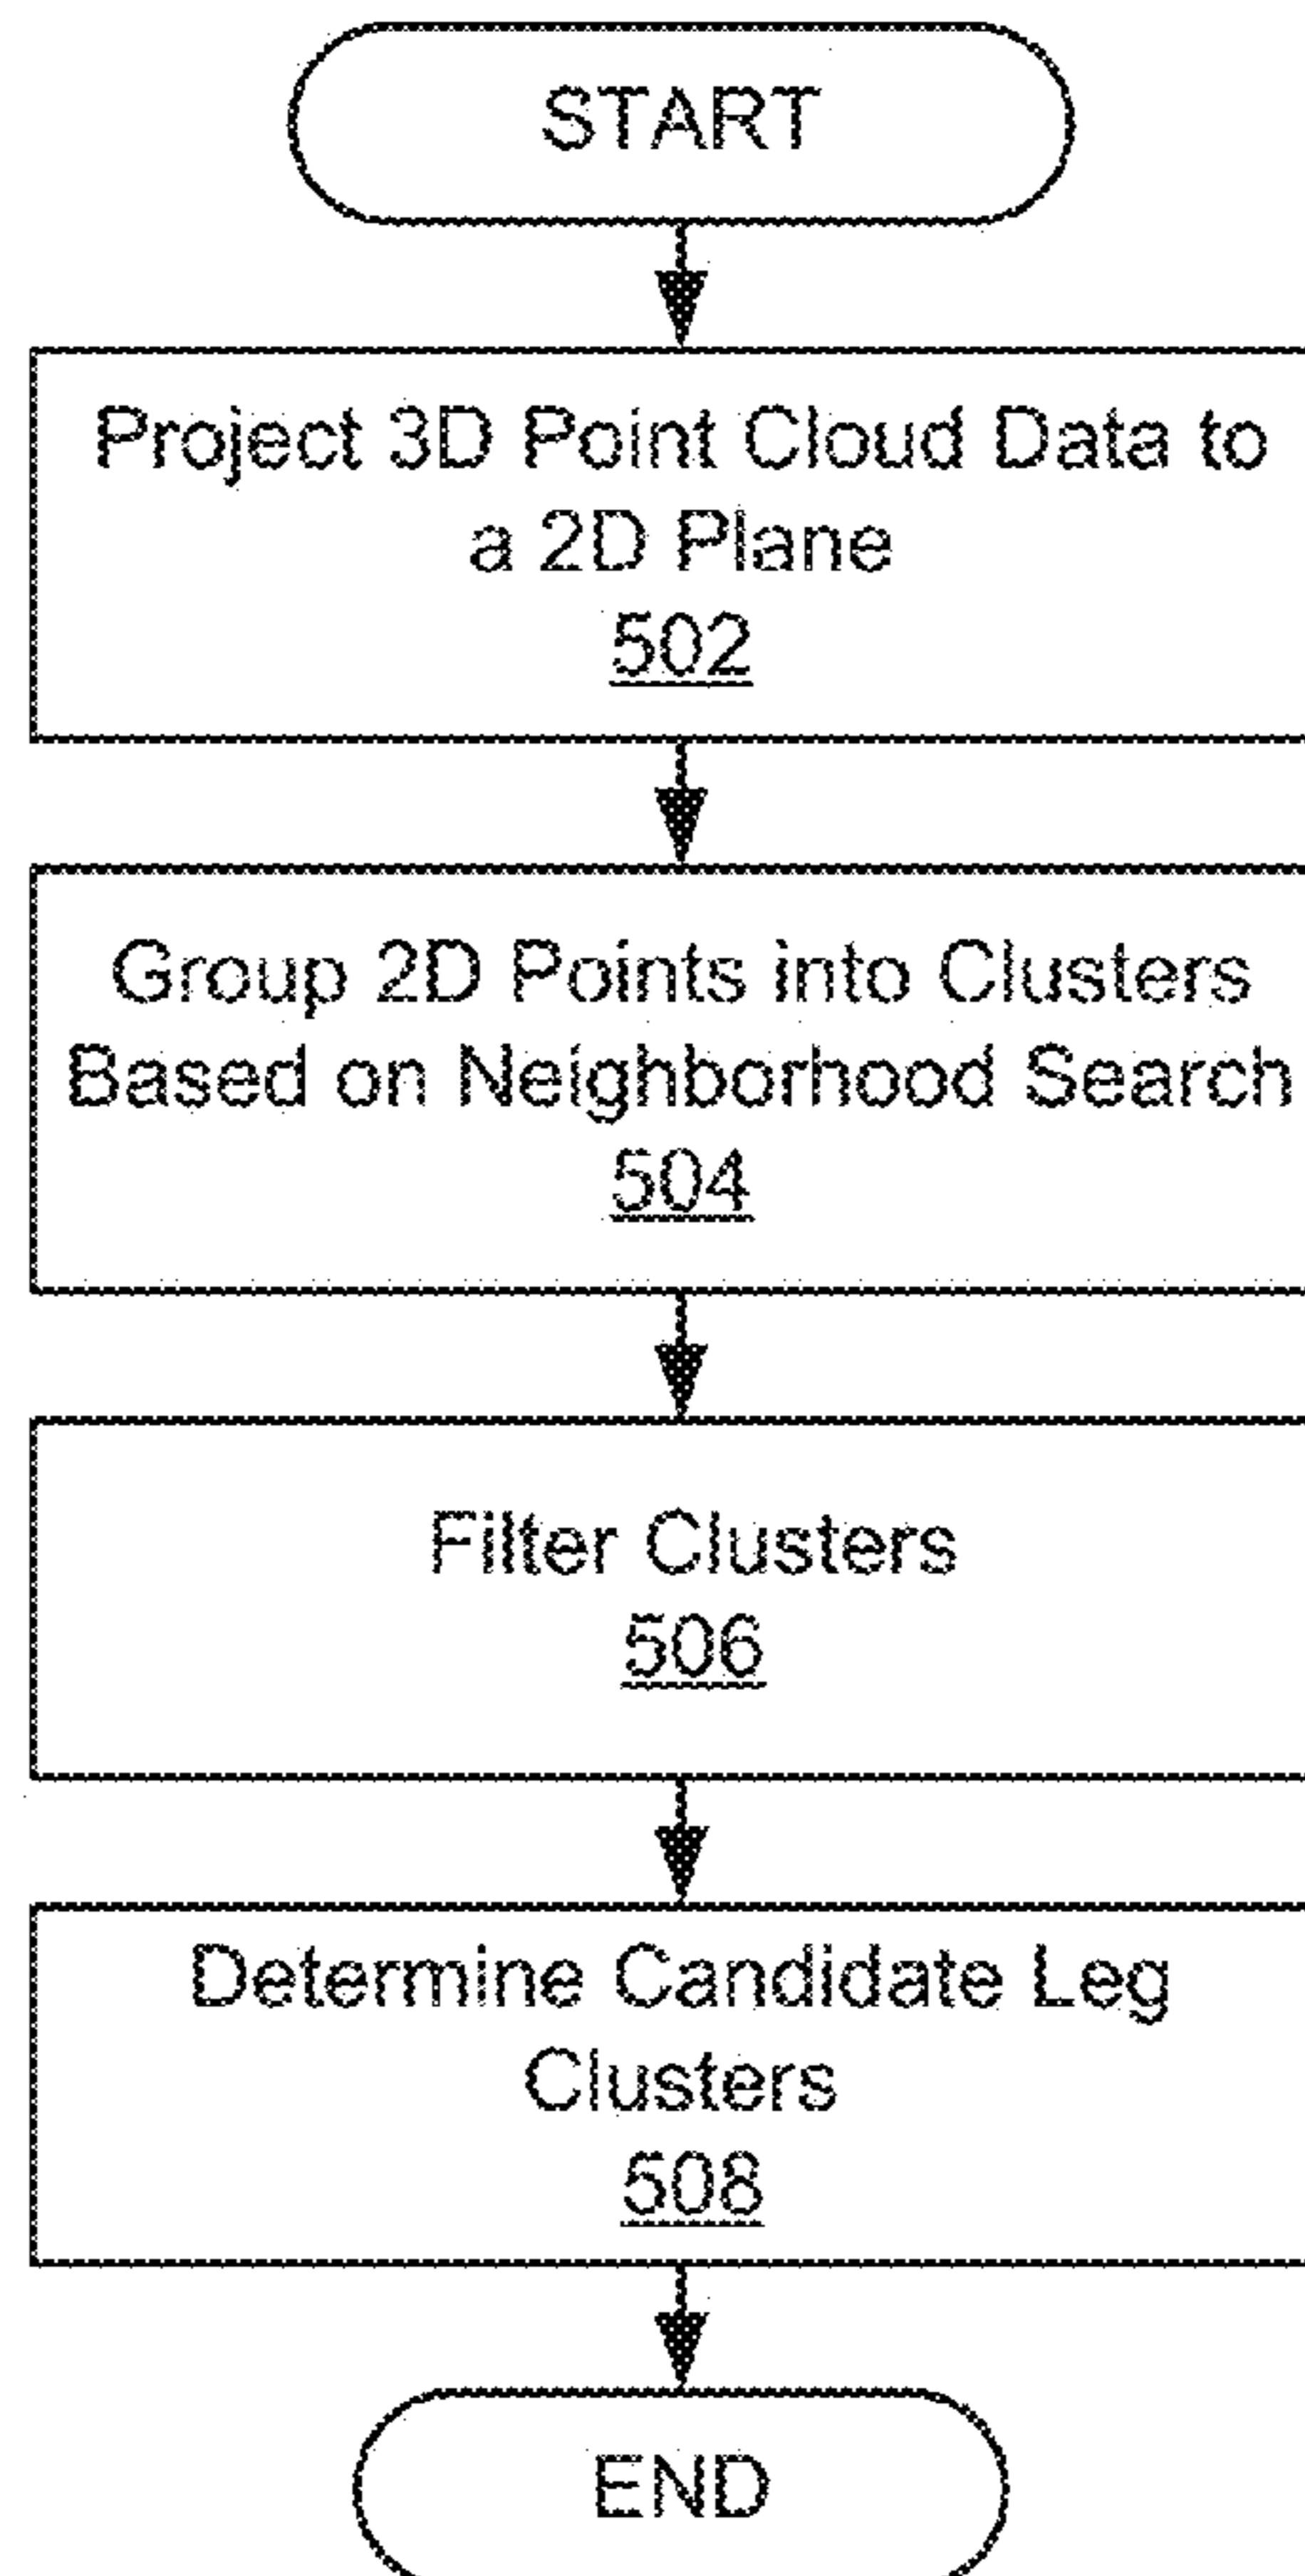 START
Project 3D Point Cloud Data to
a 2D Plane
502
Group 2D Points into Clusters
Based on Neighborhood Search
504
Filter Clusters
506
Determine Candidate Leg
Clusters
508
END